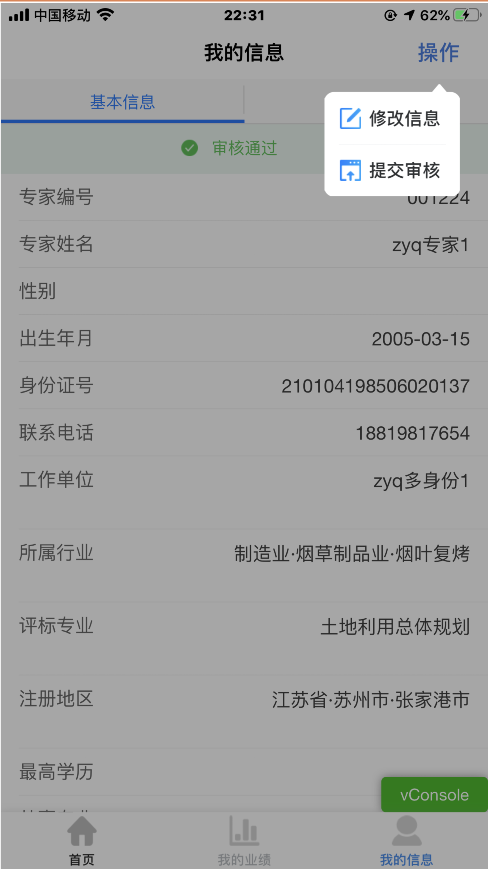 中国移动 22:31 62%
我的信息 操作
基本信息
修改信息
审核通过
提交审核
专家编号 001224
专家姓名 zyq专家1
性别
出生年月 2005-03-15
身份证号 210104198506020137
联系电话 18819817654
工作单位 zyq多身份1
所属行业 制造业·烟草制品业·烟叶复烤
评标专业 土地利用总体规划
注册地区 江苏省·苏州市·张家港市
最高学历
vConsole
首页 我的业绩 我的信息